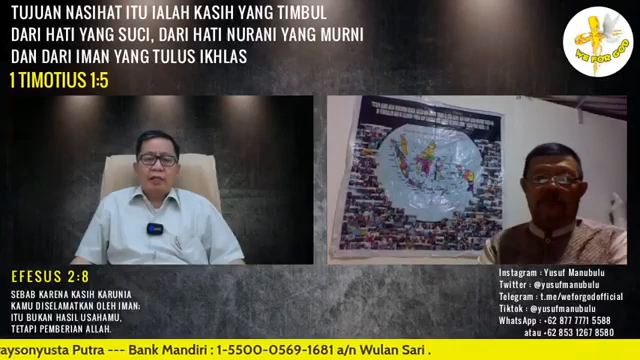 TUJUAN NASIHAT ITU IALAH KASIH YANG TIMBUL
DARI HATI YANG SUCI, DARI HATI NURANI YANG MURNI
DAN DARI IMAN YANG TULUS IKHLAS
1 TIMOTIUS 1:5
WE FOR GOD
EFESUS 2:8
SEBAB KARENA KASIH KARUNIA
KAMU DISELAMATKAN OLEH IMAN;
ITU BUKAN HASIL USAHAMU,
TETAPI PEMBERIAN ALLAH.
Instagram : Yusuf Manubulu
Twitter : @yusufmanubulu
Telegram : t.me/weforgodofficial
Tiktok : @yusufmanubulu
WhatsApp : +62 877 7771 5588
atau +62 853 1267 8580
aysonyusta Putra --- Bank Mandiri : 1-5500-0569-1681 a/n Wulan Sari .